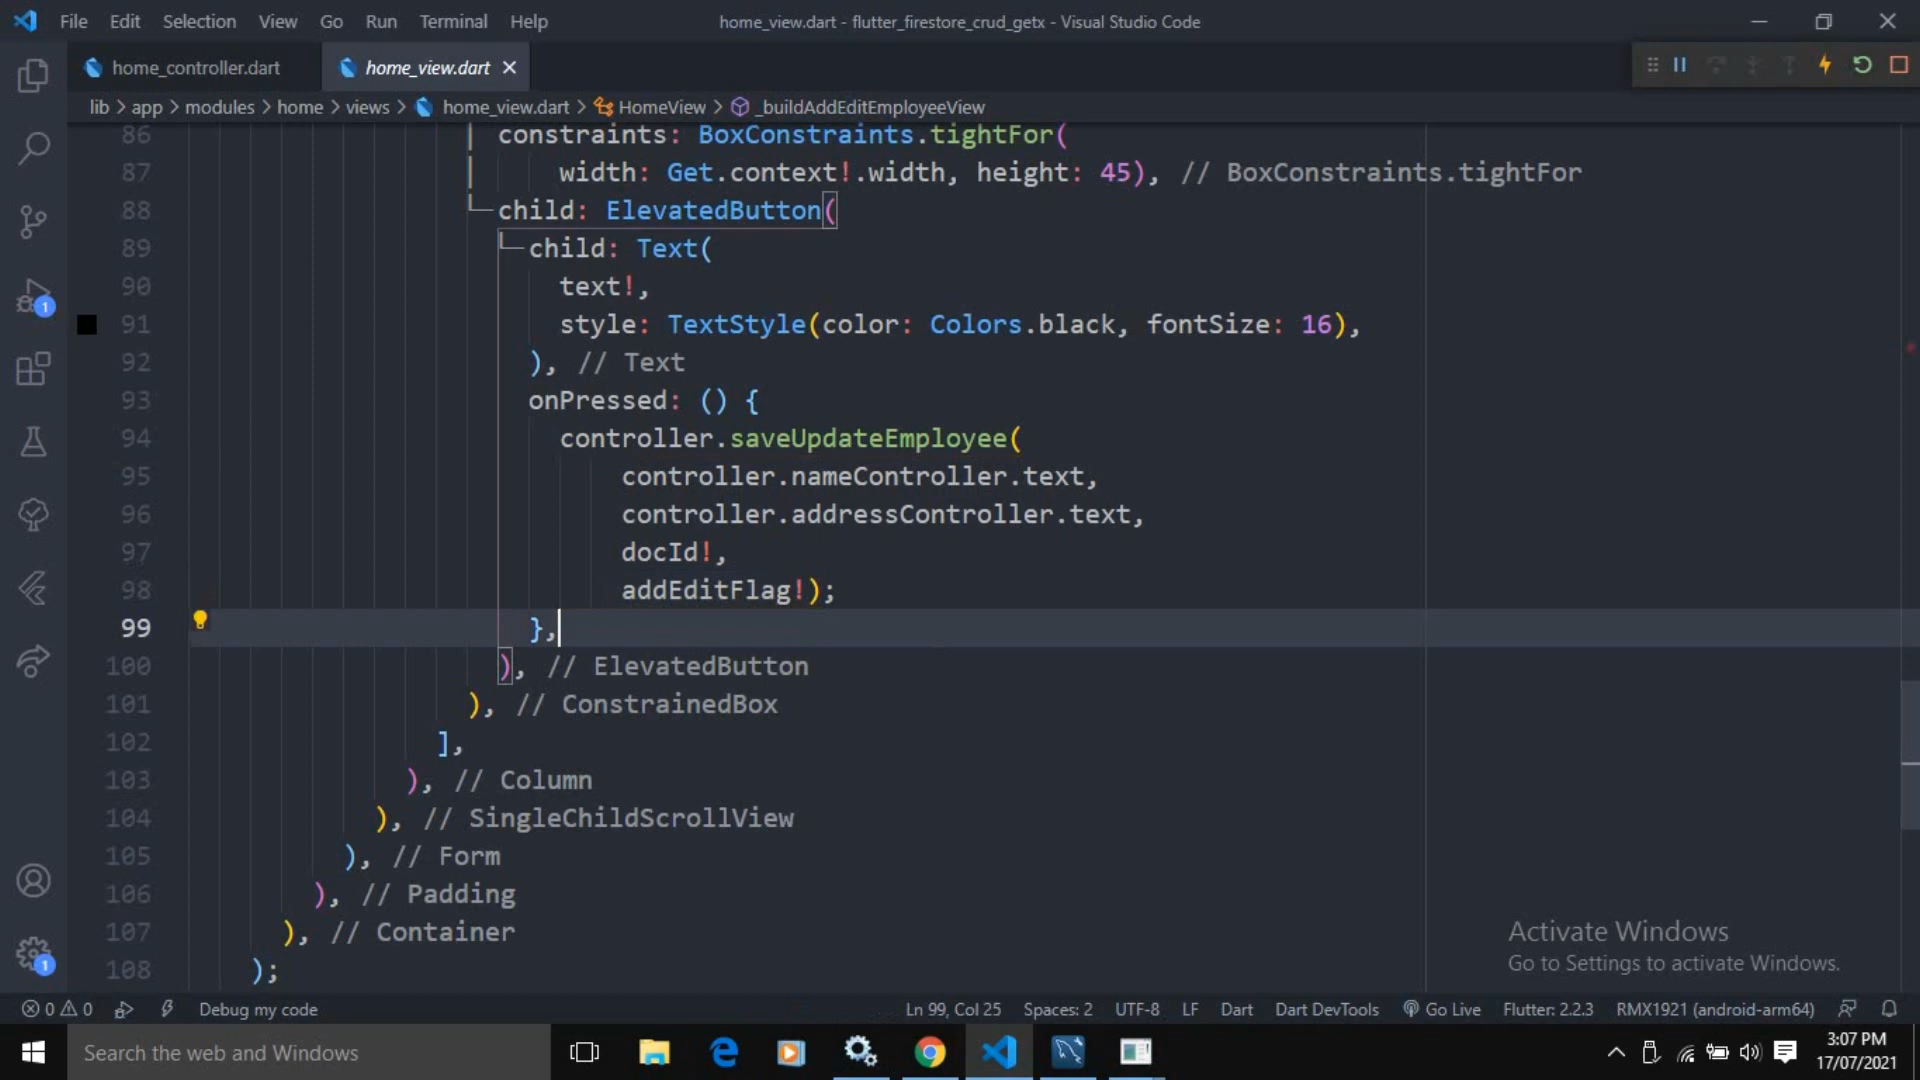 File Edit Selection View Go Run Terminal Help home_view.dart - flutter_firestore_crud_getx - Visual Studio Code
home_controller.dart home_view.dart
lib > app > modules > home > views > home_view.dart > HomeView > _buildAddEditEmployeeView
86 constraints: BoxConstraints.tightFor(
87 width: Get.context!.width, height: 45), // BoxConstraints.tightFor
88 child: ElevatedButton(
89 child: Text(
90 text!,
91 style: TextStyle(color: Colors.black, fontSize: 16),
92 ), // Text
93 onPressed: () {
94 controller.saveUpdateEmployee(
95 controller.nameController.text,
96 controller.addressController.text,
97 docId!,
98 addEditFlag!);
99 },
100 ), // ElevatedButton
101 ), // ConstrainedBox
102 ],
103 ), // Column
104 ), // SingleChildScrollView
105 ), // Form
106 ), // Padding
107 ), // Container
108 );
1
1
Activate Windows
Go to Settings to activate Windows.
0 0 Debug my code Ln 99, Col 25 Spaces: 2 UTF-8 LF Dart Dart DevTools Go Live Flutter: 2.2.3 RMX1921 (android-arm64)
Search the web and Windows
3:07 PM
17/07/2021